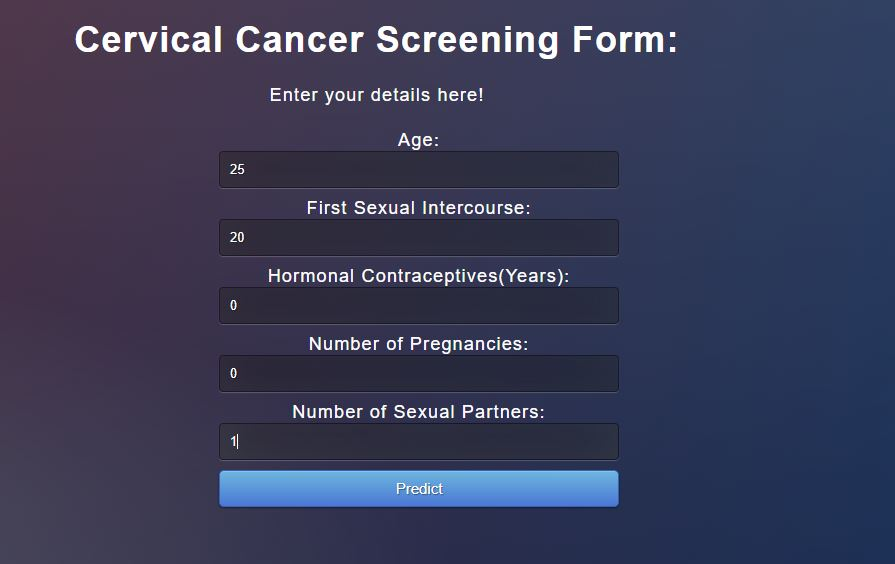 Cervical Cancer Screening Form:
Enter your details here!
Age:
25
First Sexual Intercourse:
20
Hormonal Contraceptives(Years):
0
Number of Pregnancies:
0
Number of Sexual Partners:
1
Predict